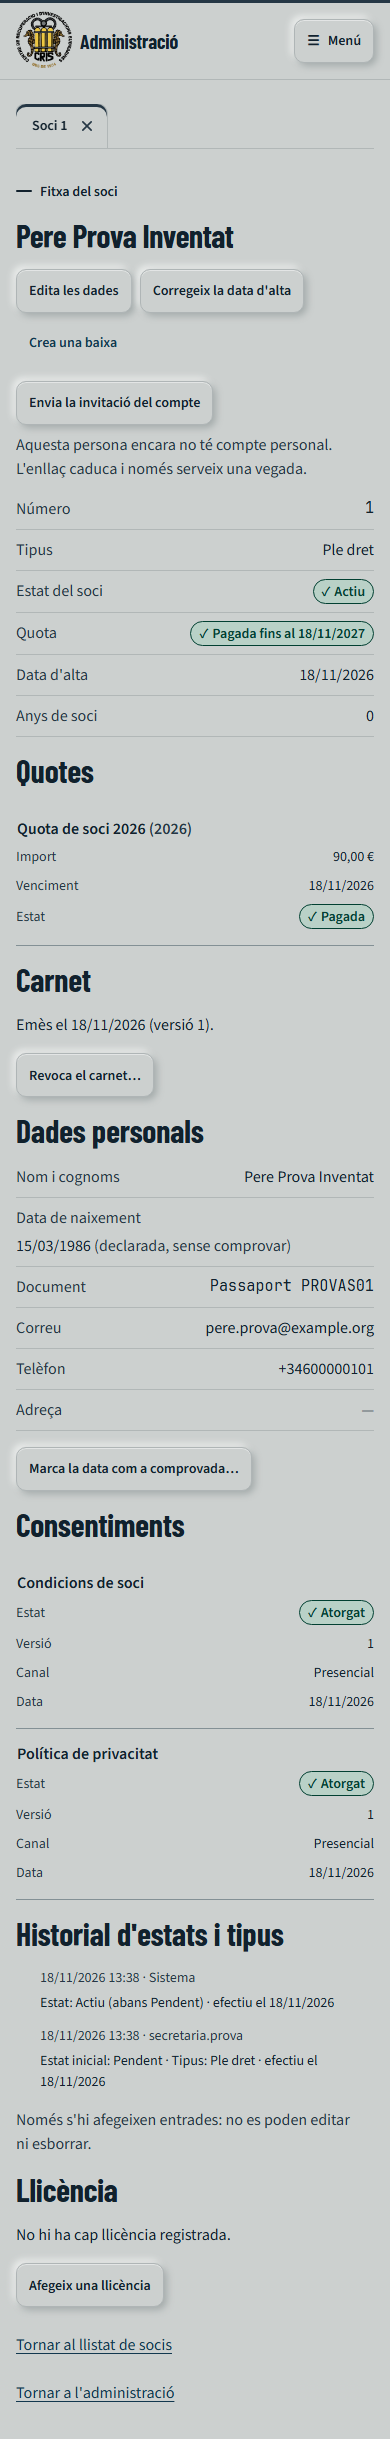 CRIS
Administració
☰ Menú
Soci 1 ✕
Fitxa del soci
Pere Prova Inventat
Edita les dades
Corregeix la data d'alta
Crea una baixa
Envia la invitació del compte
Aquesta persona encara no té compte personal.
L'enllaç caduca i només serveix una vegada.
Número 1
Tipus Ple dret
Estat del soci ✓ Actiu
Quota ✓ Pagada fins al 18/11/2027
Data d'alta 18/11/2026
Anys de soci 0
Quotes
Quota de soci 2026 (2026)
Import 90,00 €
Venciment 18/11/2026
Estat ✓ Pagada
Carnet
Emès el 18/11/2026 (versió 1).
Revoca el carnet…
Dades personals
Nom i cognoms Pere Prova Inventat
Data de naixement
15/03/1986 (declarada, sense comprovar)
Document Passaport PROVAS01
Correu pere.prova@example.org
Telèfon +34600000101
Adreça —
Marca la data com a comprovada…
Consentiments
Condicions de soci
Estat ✓ Atorgat
Versió 1
Canal Presencial
Data 18/11/2026
Política de privacitat
Estat ✓ Atorgat
Versió 1
Canal Presencial
Data 18/11/2026
Historial d'estats i tipus
18/11/2026 13:38 · Sistema
Estat: Actiu (abans Pendent) · efectiu el 18/11/2026
18/11/2026 13:38 · secretaria.prova
Estat inicial: Pendent · Tipus: Ple dret · efectiu el
18/11/2026
Només s'hi afegeixen entrades: no es poden editar
ni esborrar.
Llicència
No hi ha cap llicència registrada.
Afegeix una llicència
Tornar al llistat de socis
Tornar a l'administració